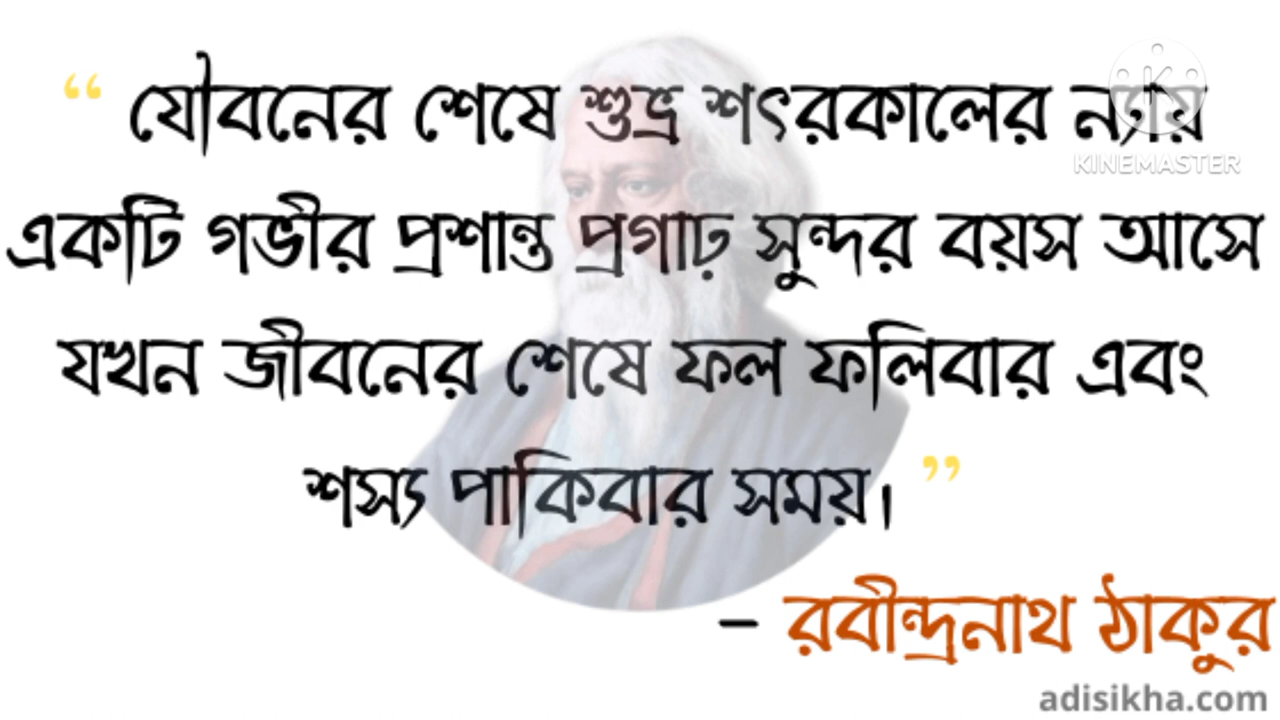 “ যৌবনের শেষে শুভ্র শৎরকালের ন্যায়
KINEMASTER
একটি গভীর প্রশান্ত প্রগাঢ় সুন্দর বয়স আসে
যখন জীবনের শেষে ফল ফলিবার এবং
শস্য পাকিবার সময়। ”
– রবীন্দ্রনাথ ঠাকুর
adisikha.com